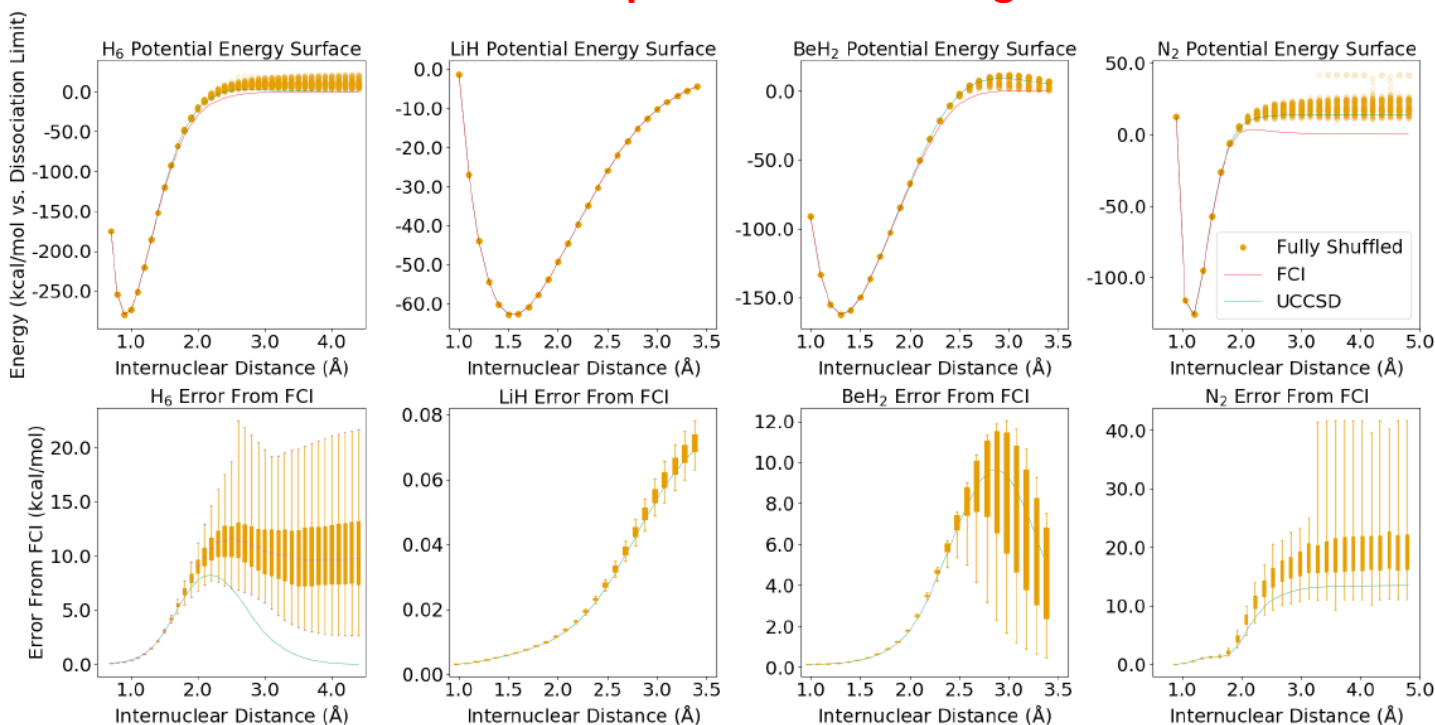 H6 Potential Energy Surface
LiH Potential Energy Surface
BeH2 Potential Energy Surface
N2 Potential Energy Surface
Energy (kcal/mol vs. Dissociation Limit)
0.0
-50.0
-100.0
-150.0
-200.0
-250.0
1.0 2.0 3.0 4.0
Internuclear Distance (Å)
0.0
-10.0
-20.0
-30.0
-40.0
-50.0
-60.0
1.0 1.5 2.0 2.5 3.0 3.5
Internuclear Distance (Å)
0.0
-50.0
-100.0
-150.0
1.0 1.5 2.0 2.5 3.0 3.5
Internuclear Distance (Å)
50.0
0.0
-50.0
-100.0
Fully Shuffled
FCI
UCCSD
1.0 2.0 3.0 4.0 5.0
Internuclear Distance (Å)
H6 Error From FCI
LiH Error From FCI
BeH2 Error From FCI
N2 Error From FCI
Error From FCI (kcal/mol)
20.0
15.0
10.0
5.0
0.0
1.0 2.0 3.0 4.0
Internuclear Distance (Å)
0.08
0.06
0.04
0.02
0.00
1.0 1.5 2.0 2.5 3.0 3.5
Internuclear Distance (Å)
12.0
10.0
8.0
6.0
4.0
2.0
0.0
1.0 1.5 2.0 2.5 3.0 3.5
Internuclear Distance (Å)
40.0
30.0
20.0
10.0
0.0
1.0 2.0 3.0 4.0 5.0
Internuclear Distance (Å)